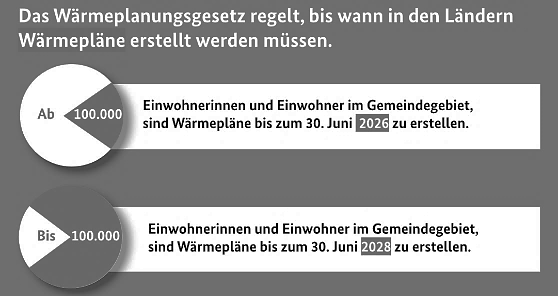 Das Wärmeplanungsgesetz regelt, bis wann in den Ländern
Wärmepläne erstellt werden müssen.
Ab 100.000
Einwohnerinnen und Einwohner im Gemeindegebiet,
sind Wärmepläne bis zum 30. Juni 2026 zu erstellen.
Bis 100.000
Einwohnerinnen und Einwohner im Gemeindegebiet,
sind Wärmepläne bis zum 30. Juni 2028 zu erstellen.